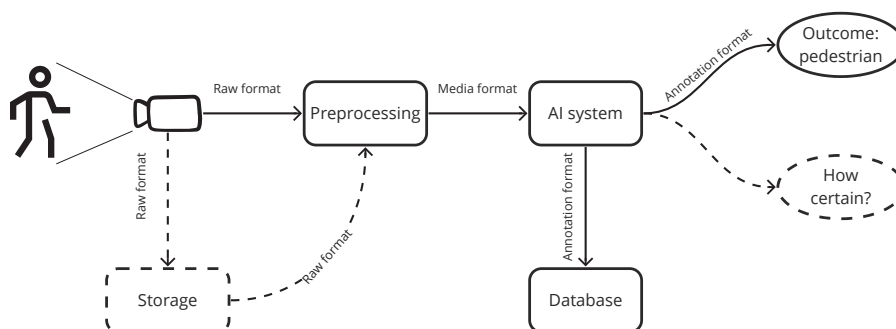 Outcome:
pedestrian
Annotation format
Raw format
Media format
Preprocessing
AI system
Raw format
Annotation format
How
certain?
Raw format
Storage
Database